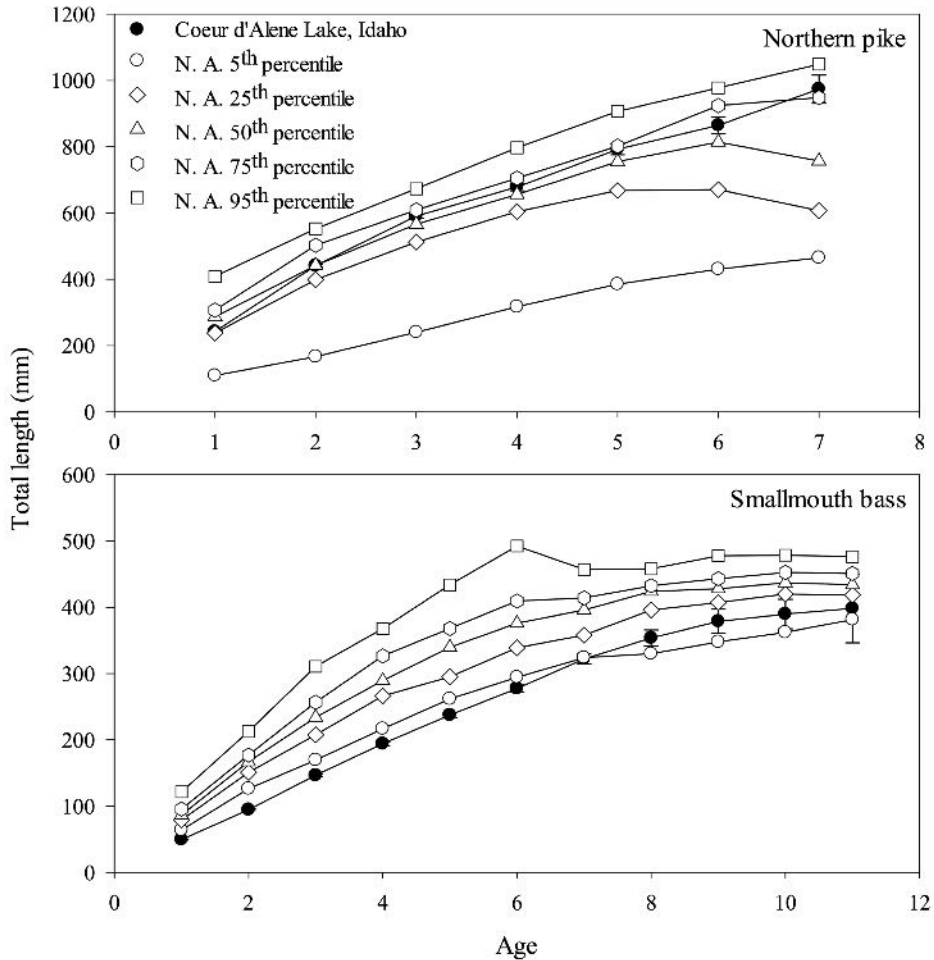 Northern pike
Coeur d'Alene Lake, Idaho
N. A. 5th percentile
N. A. 25th percentile
N. A. 50th percentile
N. A. 75th percentile
N. A. 95th percentile
1200
1000
800
600
400
200
0
0 1 2 3 4 5 6 7 8
Total length (mm)
Smallmouth bass
600
500
400
300
200
100
0
0 2 4 6 8 10 12
Age